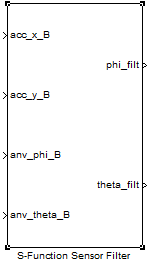 acc_x_B
phi_filt
acc_y_B
anv_phi_B
theta_filt
anv_theta_B
S-Function Sensor Filter